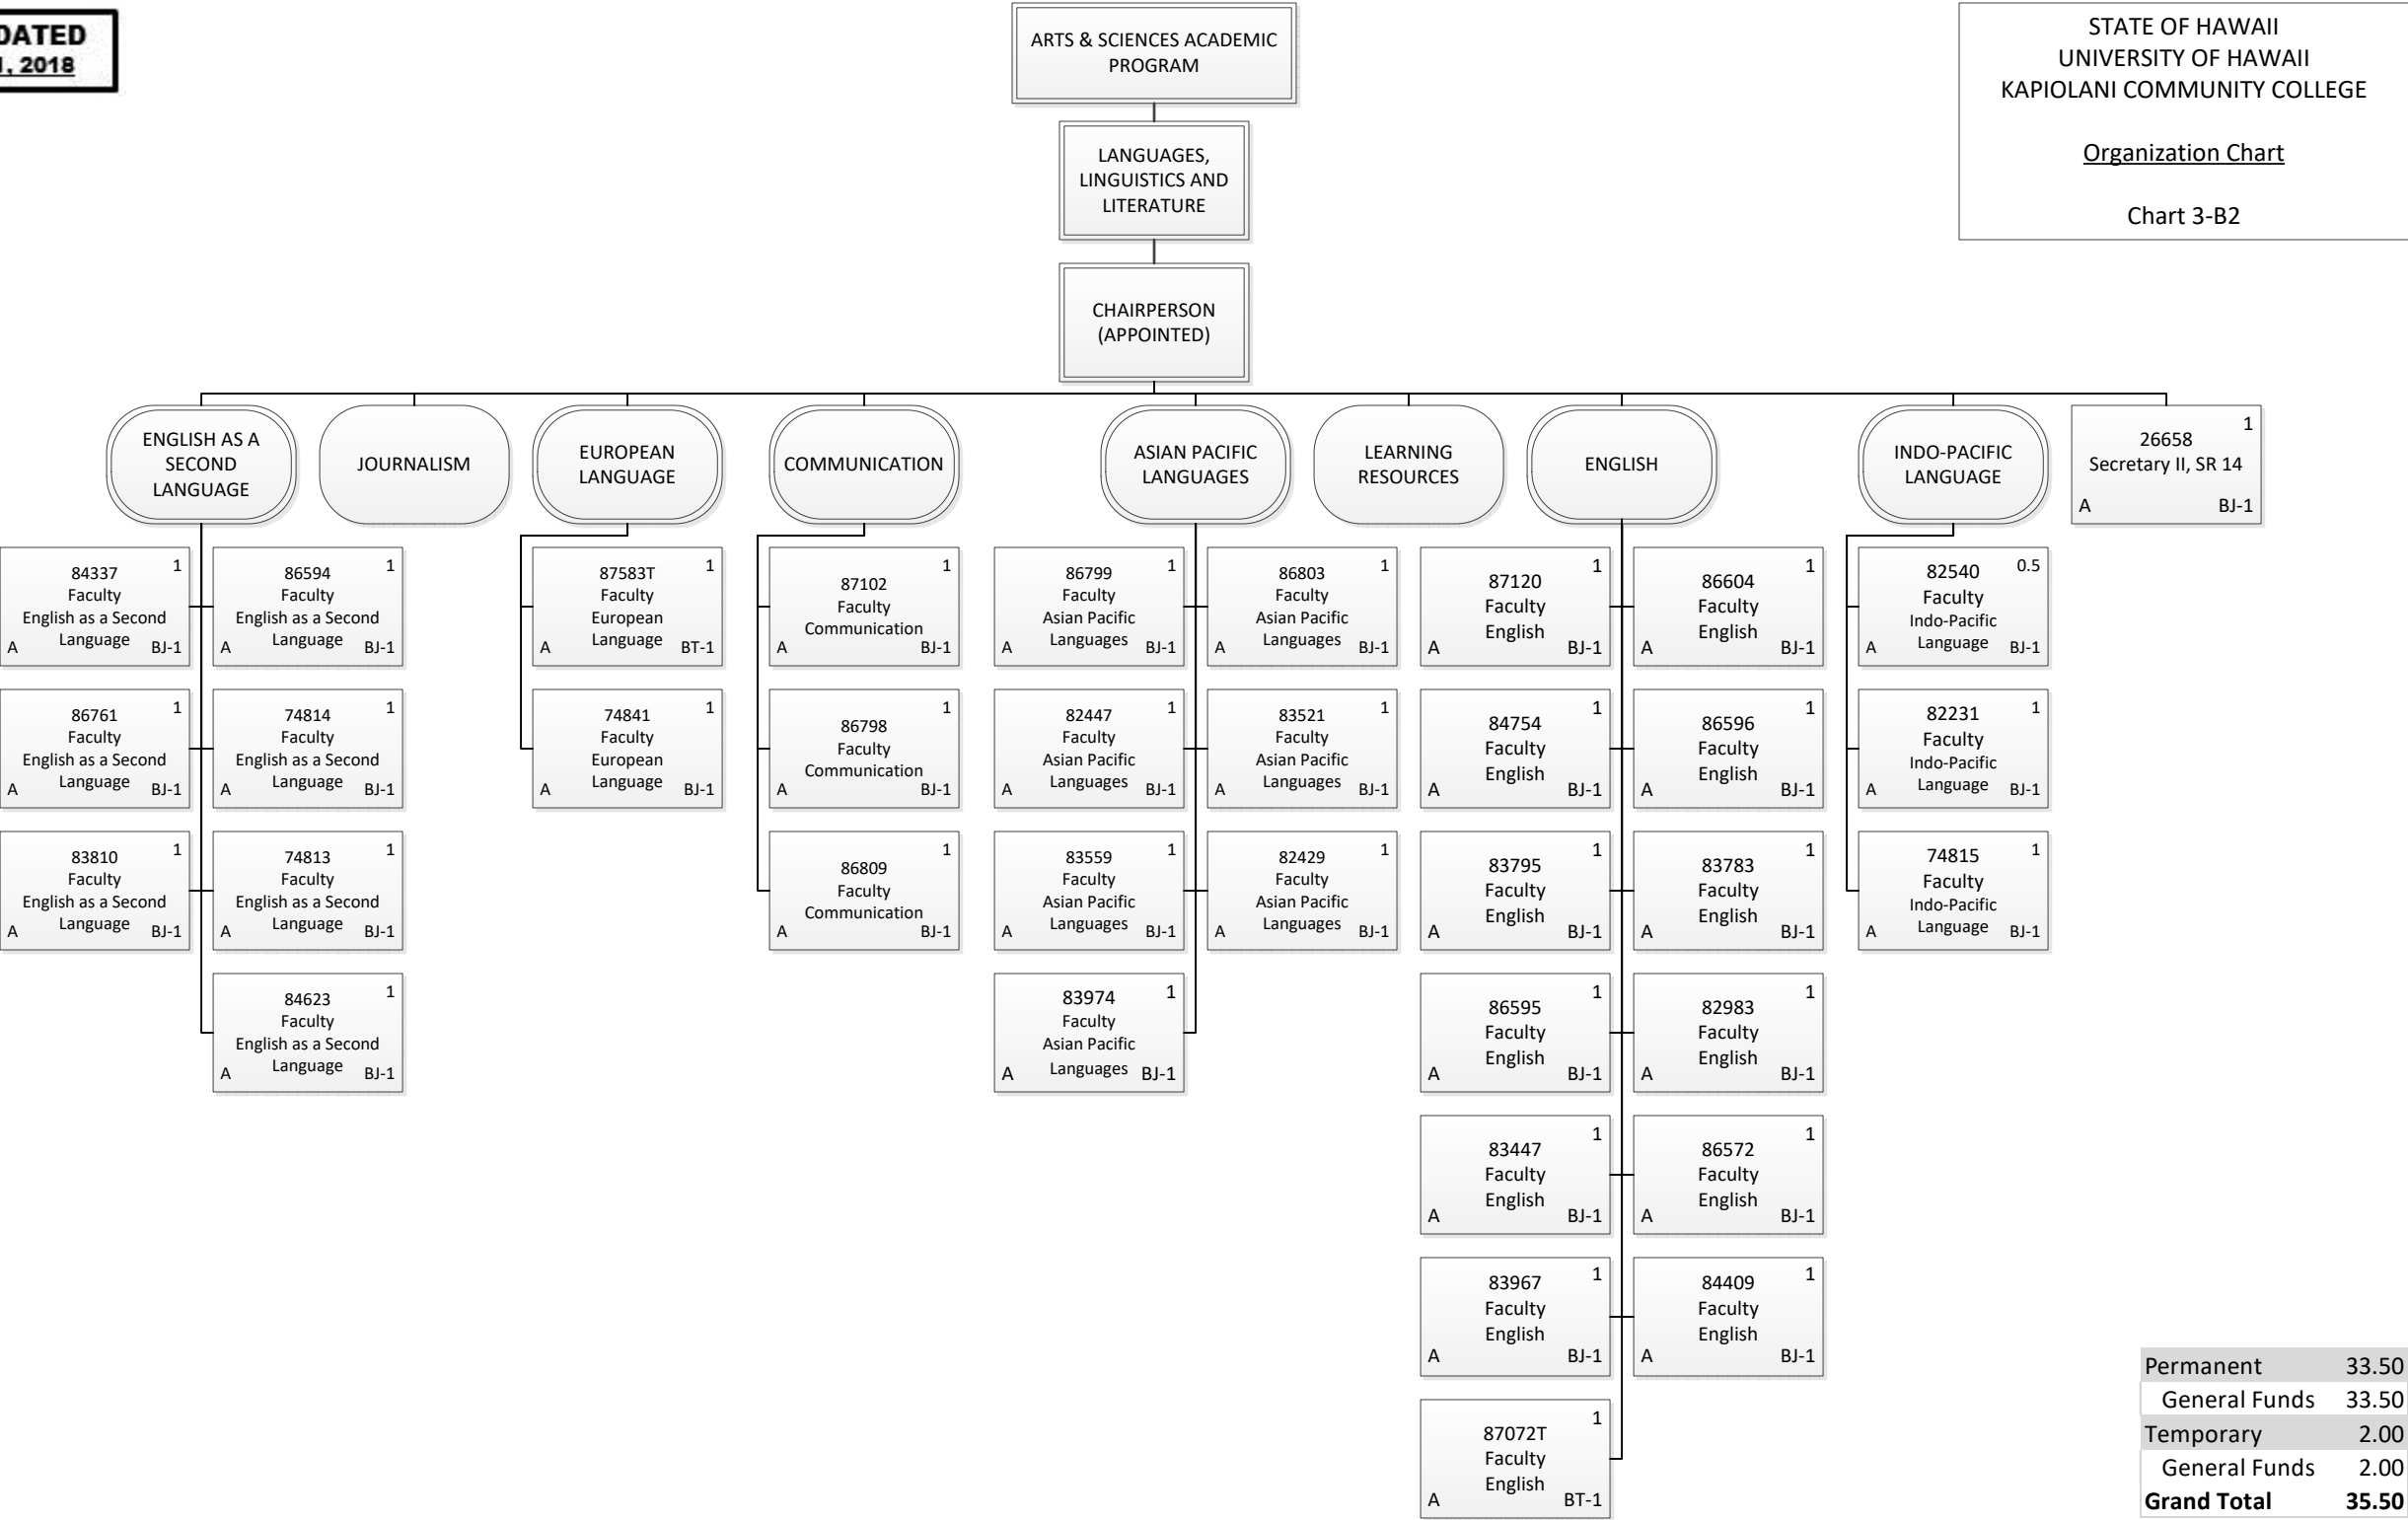 DATED
1, 2018
ARTS & SCIENCES ACADEMIC
PROGRAM
STATE OF HAWAII
UNIVERSITY OF HAWAII
KAPIOLANI COMMUNITY COLLEGE
Organization Chart
Chart 3-B2
LANGUAGES,
LINGUISTICS AND
LITERATURE
CHAIRPERSON
(APPOINTED)
ENGLISH AS A
SECOND
LANGUAGE
JOURNALISM
EUROPEAN
LANGUAGE
COMMUNICATION
ASIAN PACIFIC
LANGUAGES
LEARNING
RESOURCES
ENGLISH
INDO-PACIFIC
LANGUAGE
1
26658
Secretary II, SR 14
A BJ-1
84337 1
Faculty
English as a Second
Language
A BJ-1
86594 1
Faculty
English as a Second
Language
A BJ-1
86761 1
Faculty
English as a Second
Language
A BJ-1
74814 1
Faculty
English as a Second
Language
A BJ-1
83810 1
Faculty
English as a Second
Language
A BJ-1
74813 1
Faculty
English as a Second
Language
A BJ-1
84623 1
Faculty
English as a Second
Language
A BJ-1
87583T 1
Faculty
European
Language
A BT-1
74841 1
Faculty
European
Language
A BJ-1
87102 1
Faculty
Communication
A BJ-1
86798 1
Faculty
Communication
A BJ-1
86809 1
Faculty
Communication
A BJ-1
86799 1
Faculty
Asian Pacific
Languages
A BJ-1
86803 1
Faculty
Asian Pacific
Languages
A BJ-1
82447 1
Faculty
Asian Pacific
Languages
A BJ-1
83521 1
Faculty
Asian Pacific
Languages
A BJ-1
83559 1
Faculty
Asian Pacific
Languages
A BJ-1
82429 1
Faculty
Asian Pacific
Languages
A BJ-1
83974 1
Faculty
Asian Pacific
Languages
A BJ-1
87120 1
Faculty
English
A BJ-1
86604 1
Faculty
English
A BJ-1
84754 1
Faculty
English
A BJ-1
86596 1
Faculty
English
A BJ-1
83795 1
Faculty
English
A BJ-1
83783 1
Faculty
English
A BJ-1
86595 1
Faculty
English
A BJ-1
82983 1
Faculty
English
A BJ-1
83447 1
Faculty
English
A BJ-1
86572 1
Faculty
English
A BJ-1
83967 1
Faculty
English
A BJ-1
84409 1
Faculty
English
A BJ-1
87072T 1
Faculty
English
A BT-1
82540 0.5
Faculty
Indo-Pacific
Language
A BJ-1
82231 1
Faculty
Indo-Pacific
Language
A BJ-1
74815 1
Faculty
Indo-Pacific
Language
A BJ-1
Permanent 33.50
General Funds 33.50
Temporary 2.00
General Funds 2.00
Grand Total 35.50